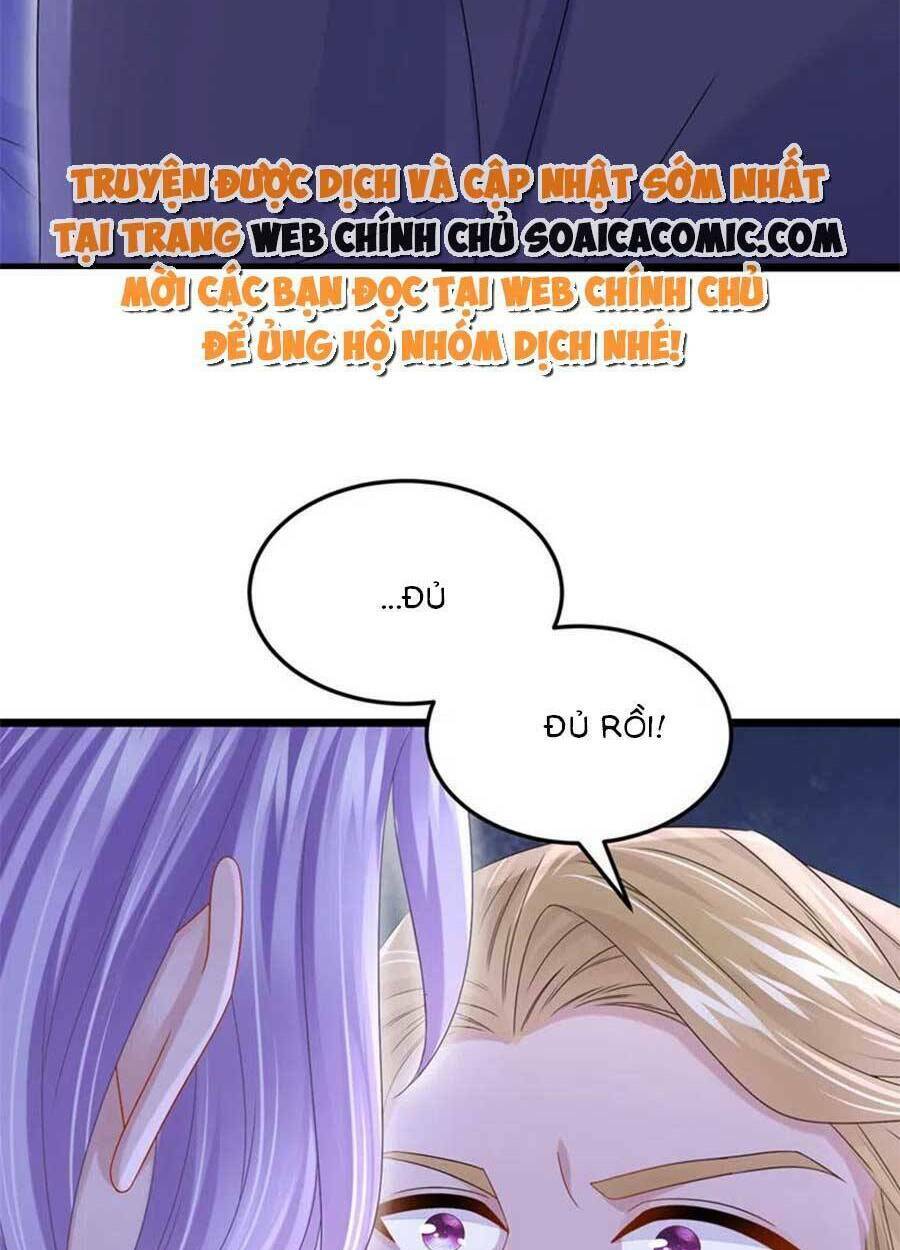 TRUYỆN ĐƯỢC DỊCH VÀ CẬP NHẬT SỚM NHẤT
TẠI TRANG WEB CHÍNH CHỦ SOAICACOMIC.COM
MỜI CÁC BẠN ĐỌC TẠI WEB CHÍNH CHỦ
ĐỂ ỦNG HỘ NHÓM DỊCH NHÉ!
...ĐỦ
ĐỦ RỒI!